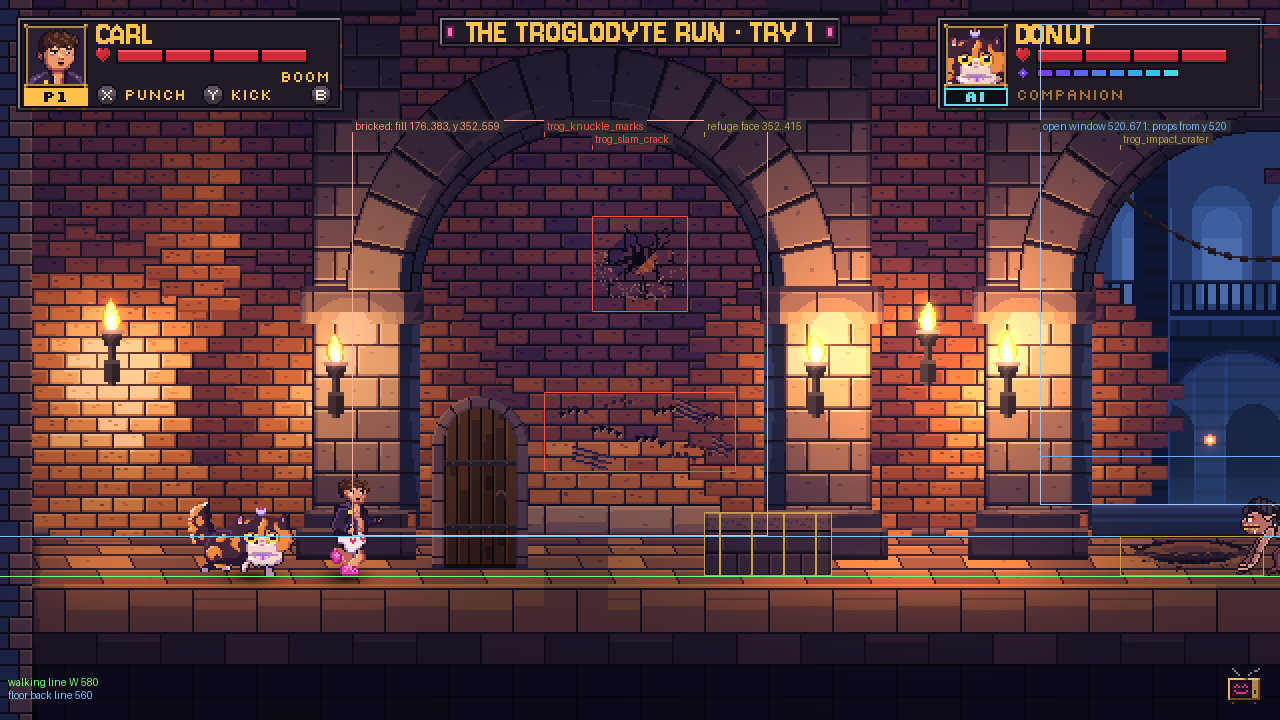 CARL
BOOM
P1
X PUNCH Y KICK B
THE TROGLODYTE RUN · TRY 1
DONUT
AI
COMPANION
bricked: fill 176..383, y 352..559
trog_knuckle_marks
trog_slam_crack
refuge face 352..415
open window 520..671: props from y 520
trog_impact_crater
walking line W 580
floor back line 560